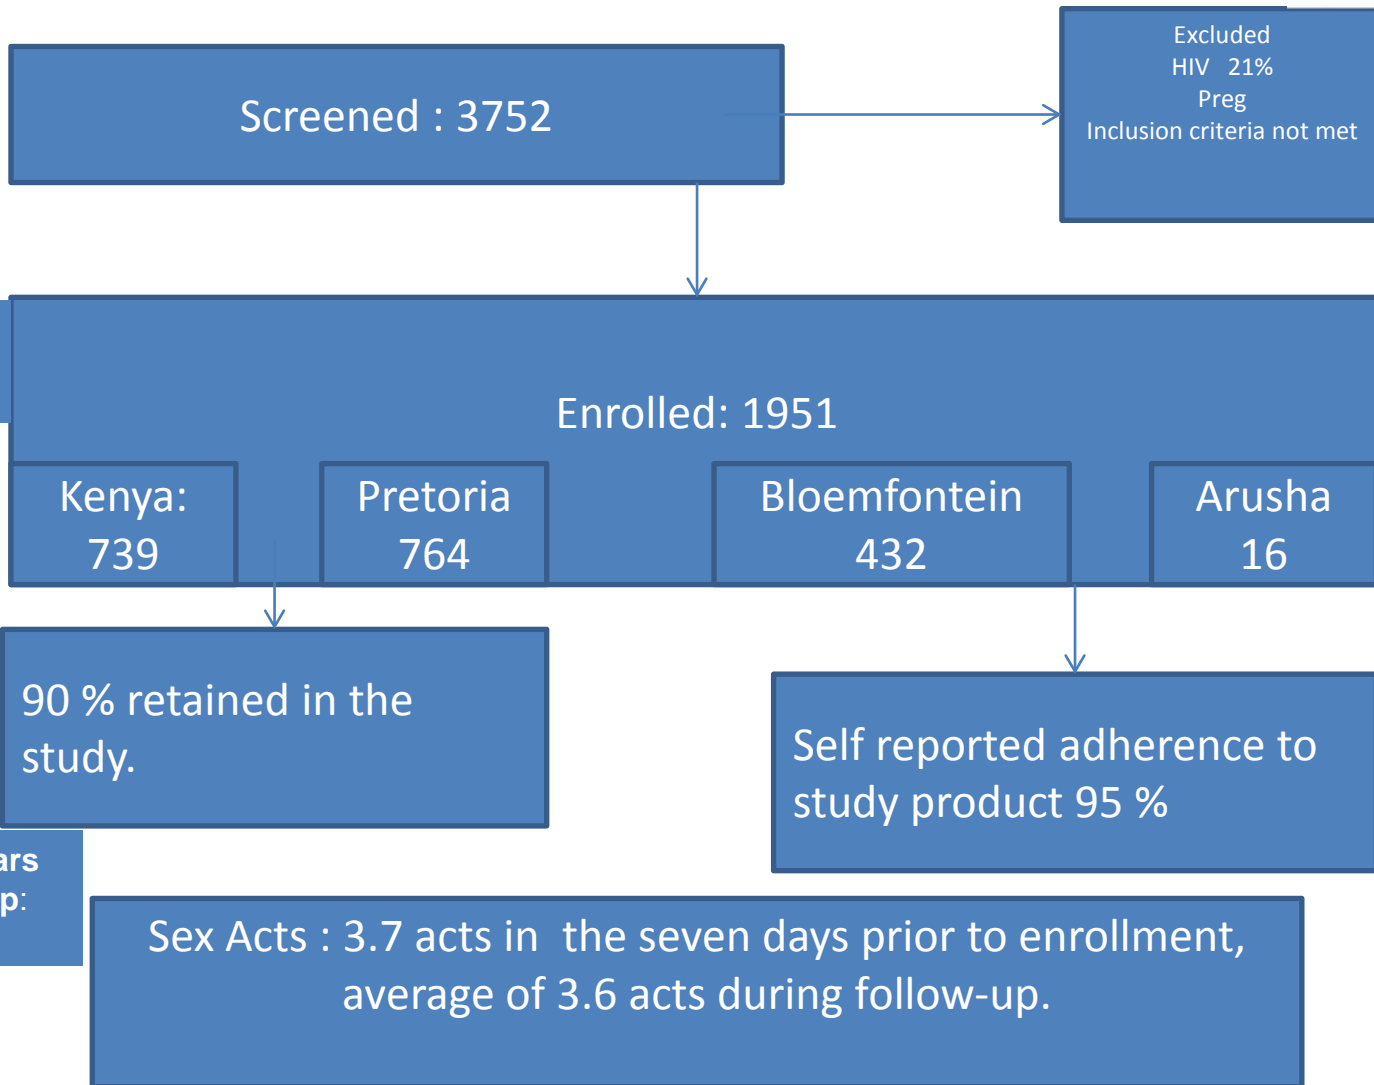 Excluded
HIV 21%
Preg
Inclusion criteria not met
Screened : 3752
Enrolled: 1951
Kenya:
739
Pretoria
764
Bloemfontein
432
Arusha
16
90 % retained in the
study.
Self reported adherence to
study product 95 %
Sex Acts : 3.7 acts in the seven days prior to enrollment,
average of 3.6 acts during follow-up.